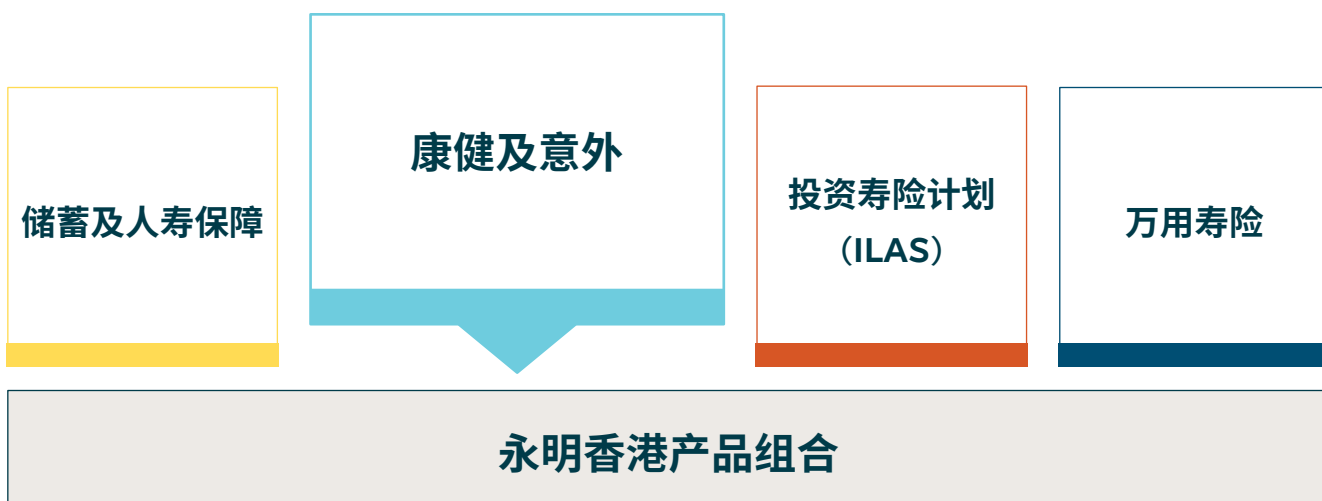 储蓄及人寿保障
康健及意外
投资寿险计划
（ILAS）
万用寿险
永明香港产品组合